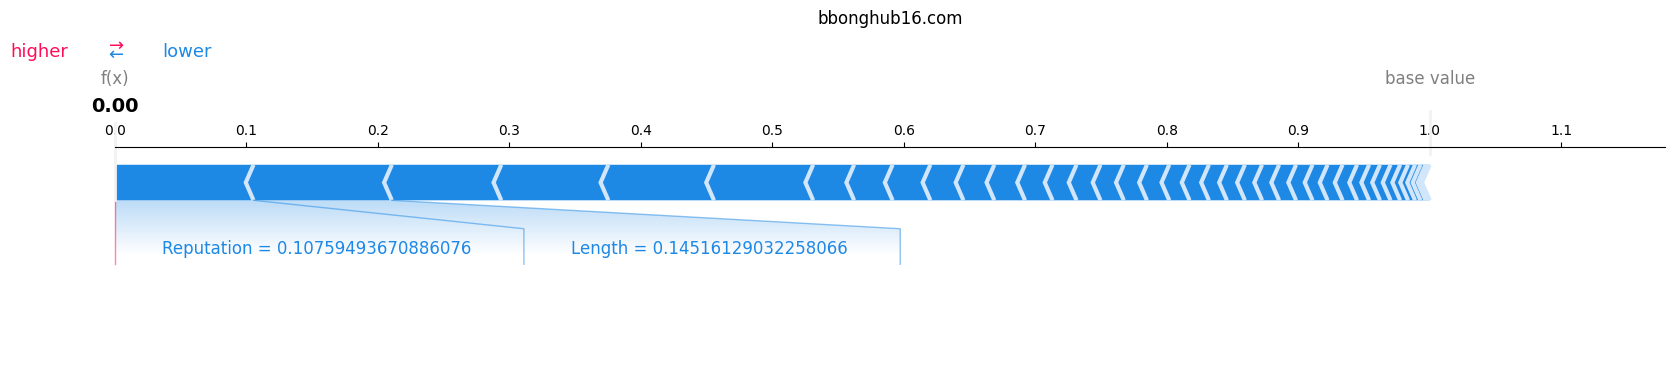 bbonghub16.com
higher → ← lower
f(x)
base value
0.00
0.0 0.1 0.2 0.3 0.4 0.5 0.6 0.7 0.8 0.9 1.0 1.1
Reputation = 0.10759493670886076
Length = 0.14516129032258066